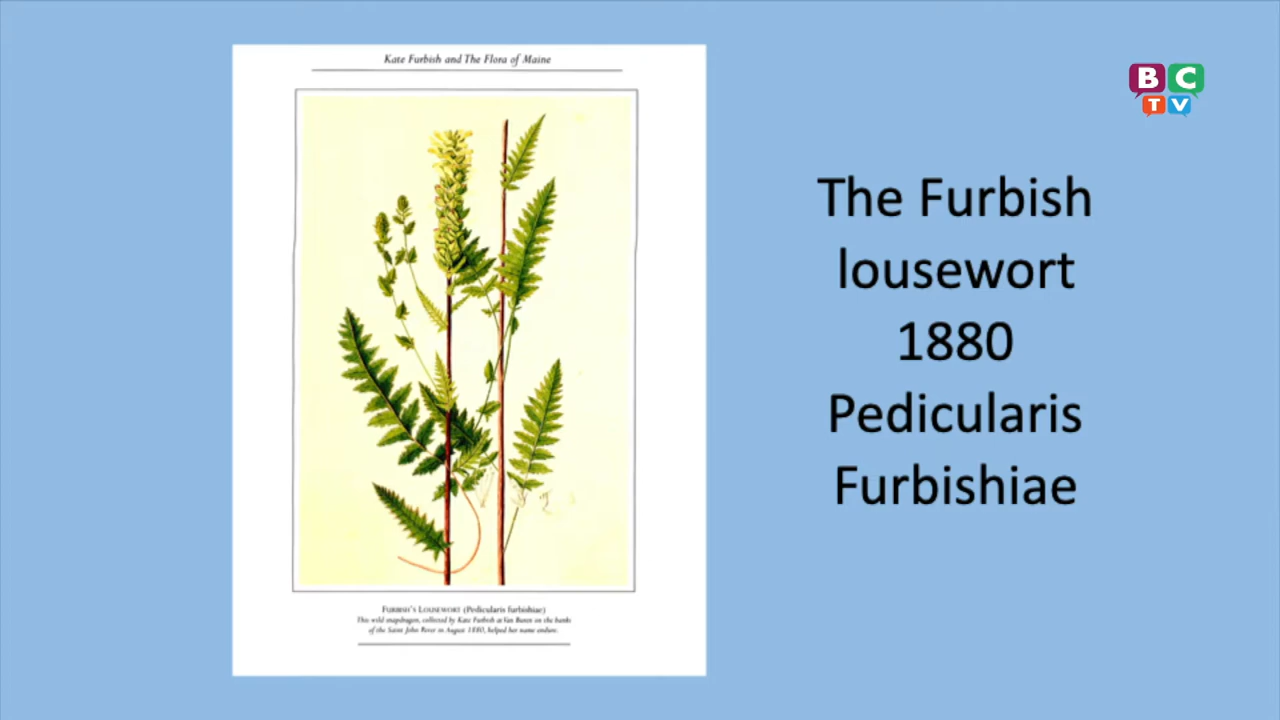 Kate Furbish and The Flora of Maine
BC
TV
The Furbish
lousewort
1880
Pedicularis
Furbishiae
FURBISH'S LOUSEWORT (Pedicularis furbishiae)
This wild snapdragon, collected by Kate Furbish at Van Buren on the banks
of the Saint John River in August 1880, helped her name endure.